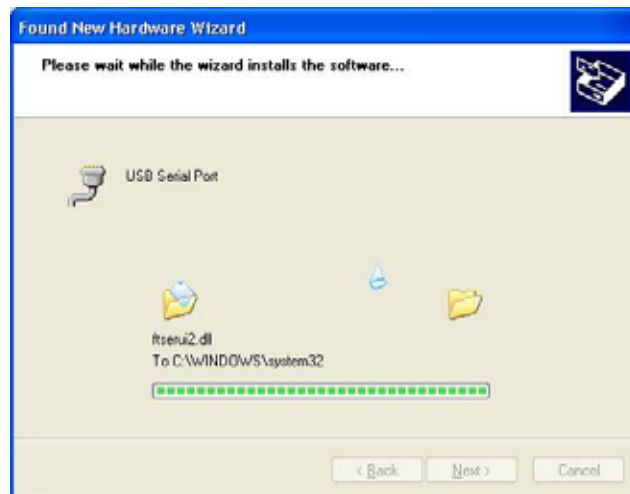 Found New Hardware Wizard
Please wait while the wizard installs the software...
USB Serial Port
ftserui2.dll
To C:\WINDOWS\system32
< Back
Next >
Cancel